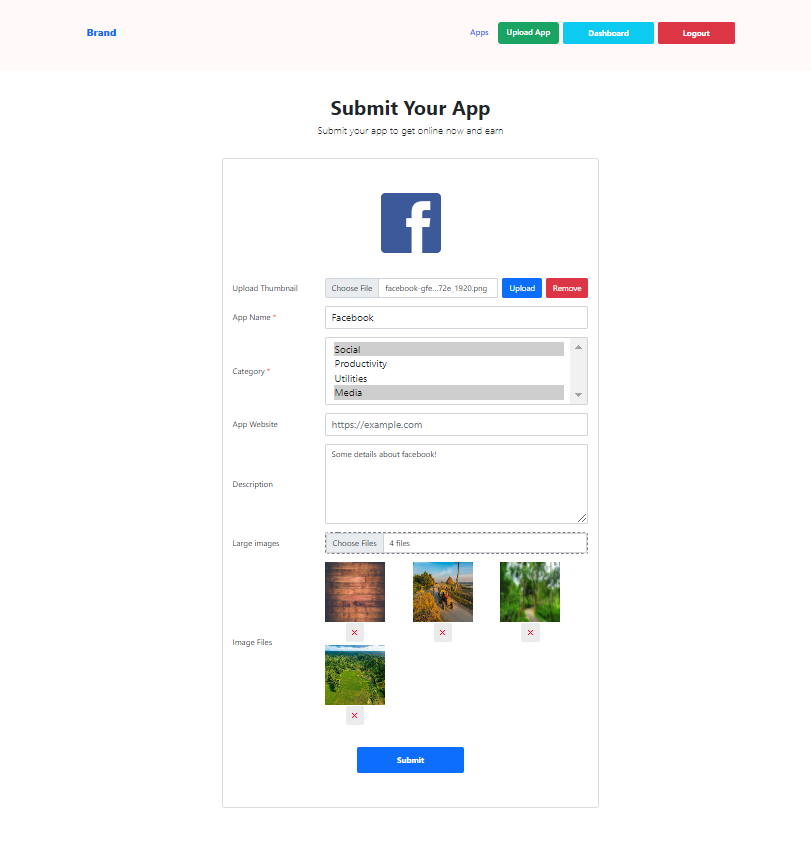 Brand
Apps
Upload App
Dashboard
Logout
Submit Your App
Submit your app to get online now and earn
f
Upload Thumbnail
Choose File
facebook-gfe...72e_1920.png
Upload
Remove
App Name *
Facebook
Category *
Social
Productivity
Utilities
Media
App Website
https://example.com
Description
Some details about facebook!
Large images
Choose Files
4 files
Image Files
×
×
×
×
Submit